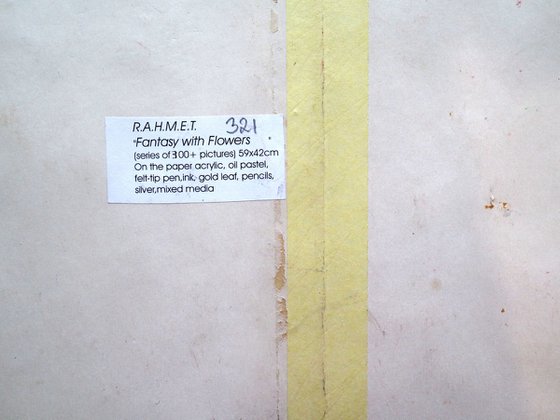 R.A.H.M.E.T. 321
"Fantasy with Flowers"
(series of 300+ pictures) 59x42cm
On the paper acrylic, oil pastel,
felt-tip pen,ink, gold leaf, pencils,
silver,mixed media